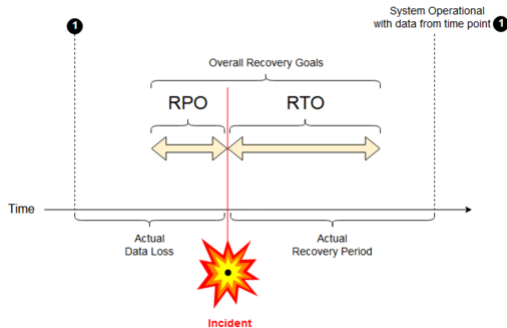 System Operational
with data from time point 1
1
Overall Recovery Goals
RPO
RTO
Time
Actual
Data Loss
Actual
Recovery Period
Incident